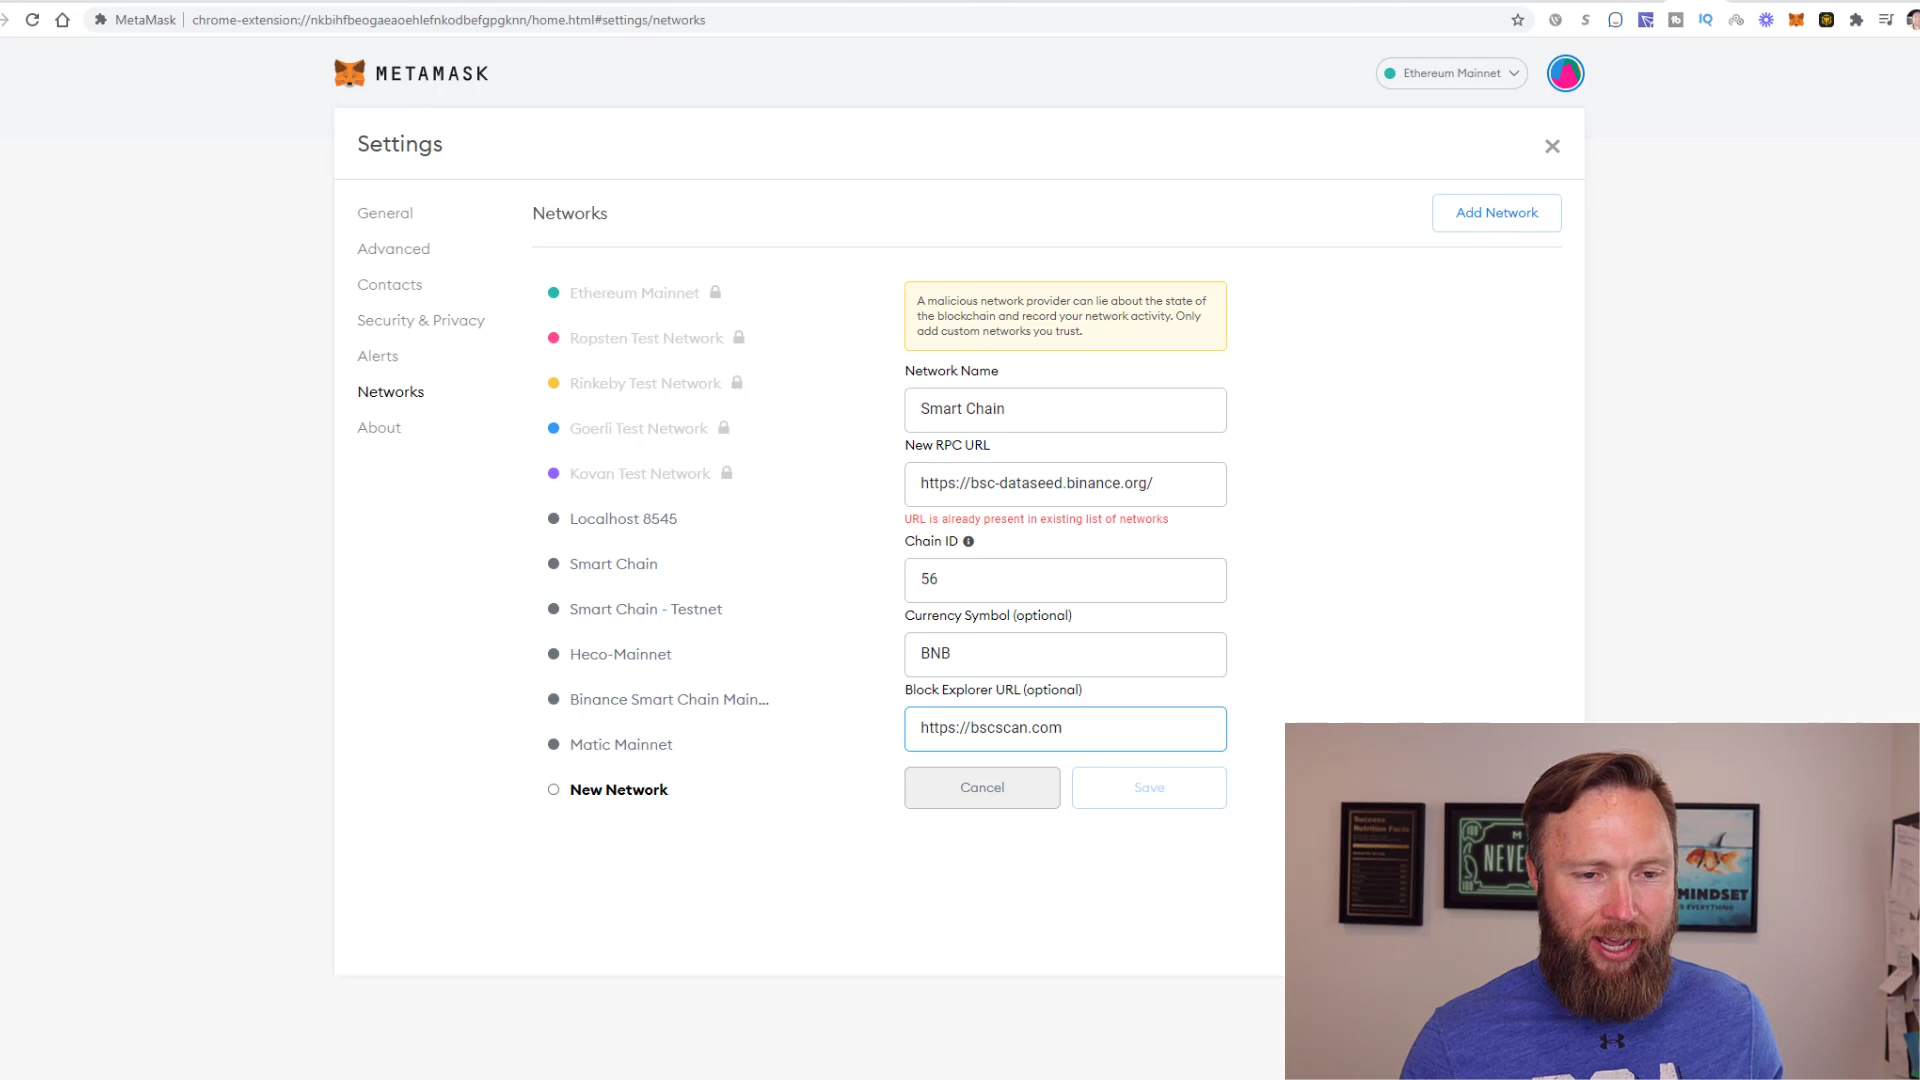 MetaMask
chrome-extension://nkbihfbeogaeaoehlefnkodbefgpgknn/home.html#settings/networks
METAMASK
Ethereum Mainnet
Settings
General
Advanced
Contacts
Security & Privacy
Alerts
Networks
About
Networks
Add Network
Ethereum Mainnet
Ropsten Test Network
Rinkeby Test Network
Goerli Test Network
Kovan Test Network
Localhost 8545
Smart Chain
Smart Chain - Testnet
Heco-Mainnet
Binance Smart Chain Main...
Matic Mainnet
New Network
A malicious network provider can lie about the state of
the blockchain and record your network activity. Only
add custom networks you trust.
Network Name
Smart Chain
New RPC URL
https://bsc-dataseed.binance.org/
URL is already present in existing list of networks
Chain ID
56
Currency Symbol (optional)
BNB
Block Explorer URL (optional)
https://bscscan.com
Cancel
Save
Success
Nutrition Facts
NEVE
MINDSET
IS EVERYTHING